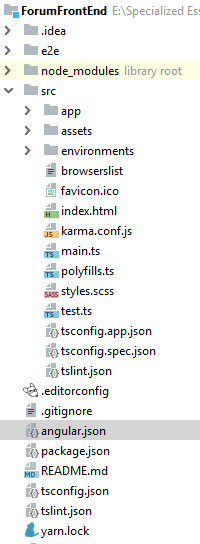 ForumFrontEnd E:\Specialized Es
.idea
e2e
node_modules library root
src
app
assets
environments
browserslist
favicon.ico
index.html
karma.conf.js
main.ts
polyfills.ts
styles.scss
test.ts
tsconfig.app.json
tsconfig.spec.json
tslint.json
.editorconfig
.gitignore
angular.json
package.json
README.md
tsconfig.json
tslint.json
yarn.lock